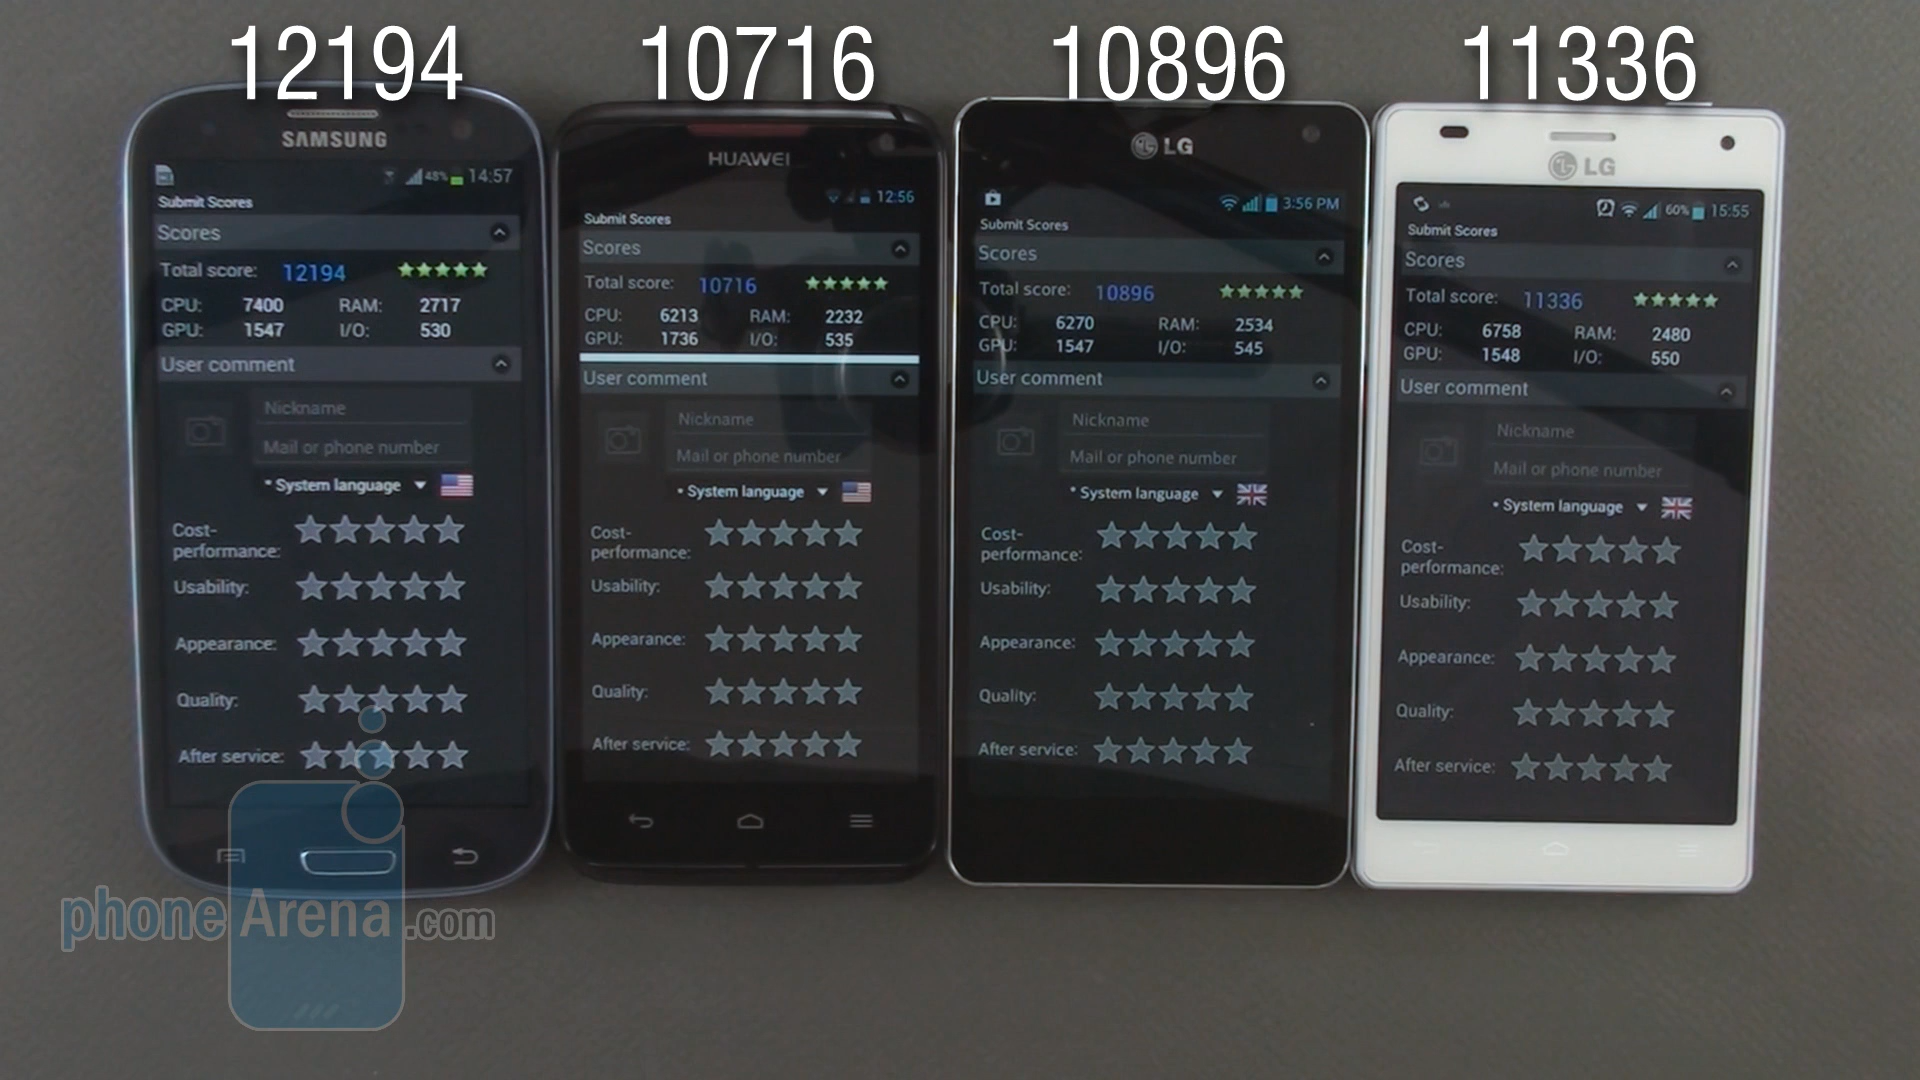 12194 10716 10896 11336
SAMSUNG
48% 14:57
Submit Scores
Scores
Total score: 12194
CPU: 7400 RAM: 2717
GPU: 1547 I/O: 530
User comment
Nickname
Mail or phone number
* System language
Cost-
performance:
Usability:
Appearance:
Quality:
After service:
HUAWEI
12:56
Submit Scores
Scores
Total score: 10716
CPU: 6213 RAM: 2232
GPU: 1736 I/O: 535
User comment
Nickname
Mail or phone number
* System language
Cost-
performance:
Usability:
Appearance:
Quality:
After service:
LG
3:56 PM
Submit Scores
Scores
Total score: 10896
CPU: 6270 RAM: 2534
GPU: 1547 I/O: 545
User comment
Nickname
Mail or phone number
* System language
Cost-
performance:
Usability:
Appearance:
Quality:
After service:
LG
60% 15:55
Submit Scores
Scores
Total score: 11336
CPU: 6758 RAM: 2480
GPU: 1548 I/O: 550
User comment
Nickname
Mail or phone number
* System language
Cost-
performance:
Usability:
Appearance:
Quality:
After service:
phoneArena.com